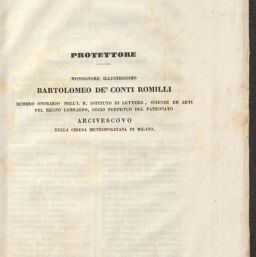 PROTETTORE
MONSIGNORE ILLUSTRISSIMO
BARTOLOMEO DE' CONTI ROMILLI
MEMBRO ONORARIO DELL'I. R. ISTITUTO DI LETTERE, SCIENZE ED ARTI
PEL REGNO LOMBARDO, SOCIO PERPETUO DEL PATRONATO
ARCIVESCOVO
DELLA CHIESA METROPOLITANA DI MILANO.